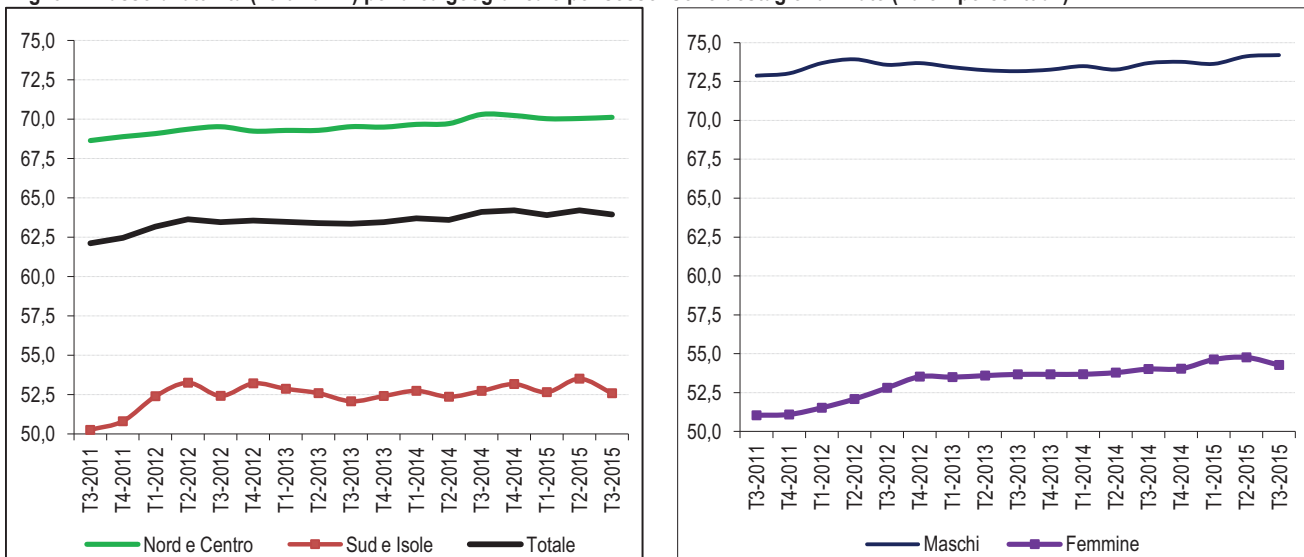 75,0
72,5
70,0
67,5
65,0
62,5
60,0
57,5
55,0
52,5
50,0
T3-2011
T4-2011
T1-2012
T2-2012
T3-2012
T4-2012
T1-2013
T2-2013
T3-2013
T4-2013
T1-2014
T2-2014
T3-2014
T4-2014
T1-2015
T2-2015
T3-2015
Nord e Centro
Sud e Isole
Totale
75,0
72,5
70,0
67,5
65,0
62,5
60,0
57,5
55,0
52,5
50,0
T3-2011
T4-2011
T1-2012
T2-2012
T3-2012
T4-2012
T1-2013
T2-2013
T3-2013
T4-2013
T1-2014
T2-2014
T3-2014
T4-2014
T1-2015
T2-2015
T3-2015
Maschi
Femmine